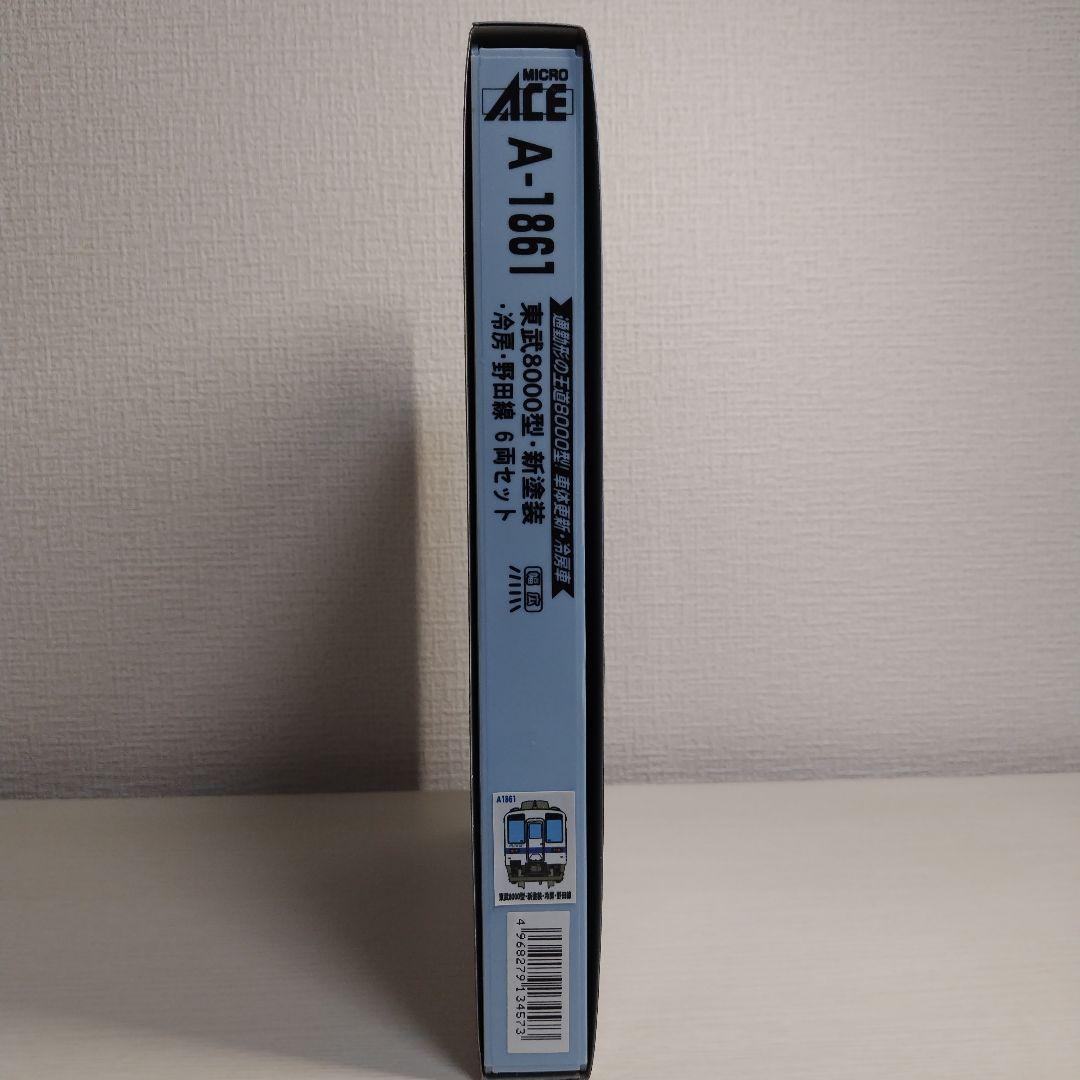 MICRO
ACE
A-1861
通勤形の王道8000型! 車体更新・冷房車
東武8000型・新塗装
・冷房・野田線 6両セット
幅広
A1861
東武8000型・新塗装・冷房・野田線
4 968279 134573